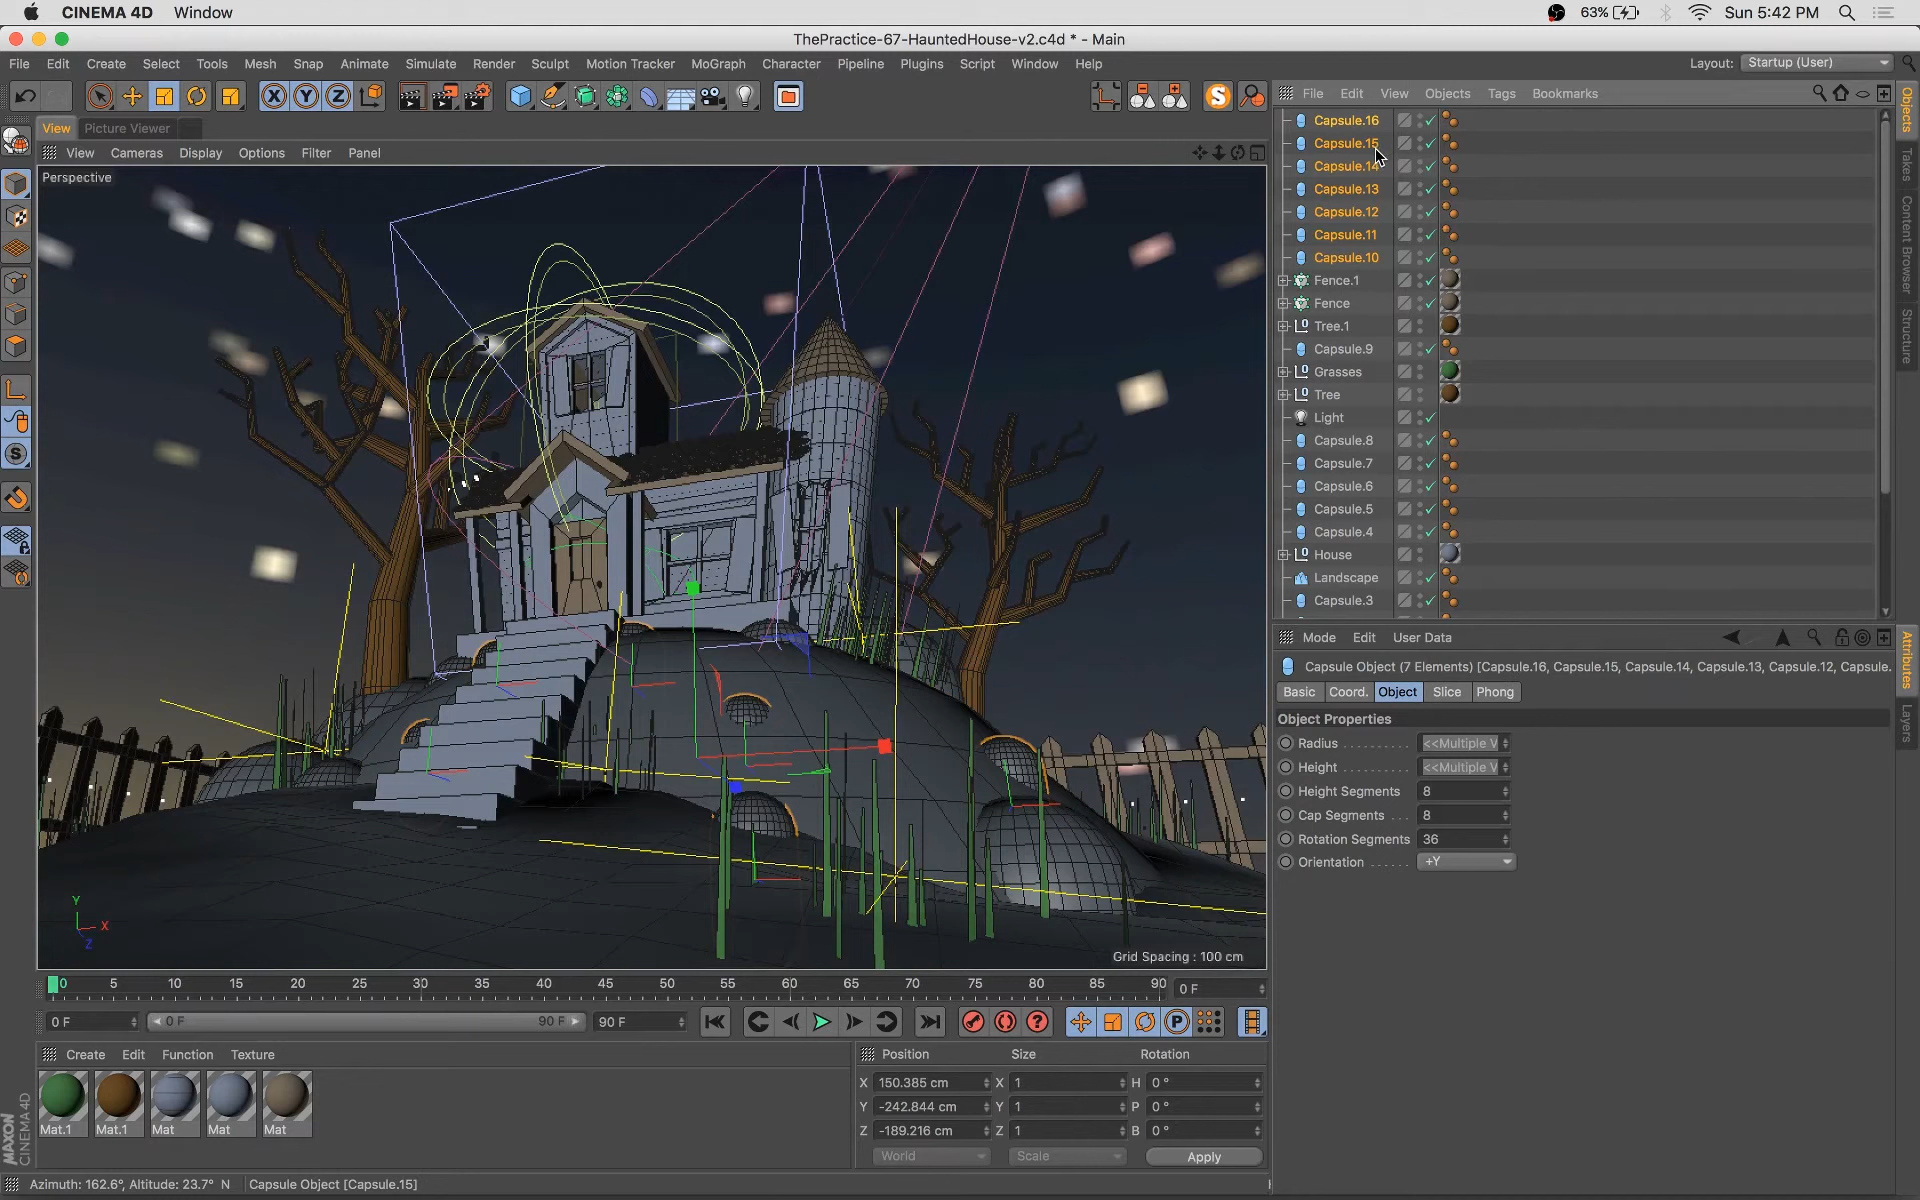 CINEMA 4D Window 63% Sun 5:42 PM
ThePractice-67-HauntedHouse-v2.c4d * - Main
File Edit Create Select Tools Mesh Snap Animate Simulate Render Sculpt Motion Tracker MoGraph Character Pipeline Plugins Script Window Help Layout: Startup (User)
X Y Z S
File Edit View Objects Tags Bookmarks
View Picture Viewer
View Cameras Display Options Filter Panel
Perspective
Capsule.16
Capsule.15
Capsule.14
Capsule.13
Capsule.12
Capsule.11
Capsule.10
Fence.1
Fence
Tree.1
Capsule.9
Grasses
Tree
Light
Capsule.8
Capsule.7
Capsule.6
Capsule.5
Capsule.4
House
Landscape
Capsule.3
Objects
Takes
Content Browser
Structure
Mode Edit User Data
Capsule Object (7 Elements) [Capsule.16, Capsule.15, Capsule.14, Capsule.13, Capsule.12, Capsule.
Basic Coord. Object Slice Phong
Object Properties
Radius <<Multiple V
Height <<Multiple V
Height Segments 8
Cap Segments 8
Rotation Segments 36
Orientation +Y
Attributes
Layers
Y
X
Z
Grid Spacing : 100 cm
0 5 10 15 20 25 30 35 40 45 50 55 60 65 70 75 80 85 90 0 F
0 F 0 F 90 F 90 F
P
Create Edit Function Texture
Mat.1 Mat.1 Mat Mat Mat
Position Size Rotation
X 150.385 cm X 1 H 0 °
Y -242.844 cm Y 1 P 0 °
Z -189.216 cm Z 1 B 0 °
World Scale Apply
MAXON
CINEMA 4D
Azimuth: 162.6°, Altitude: 23.7° N Capsule Object [Capsule.15]